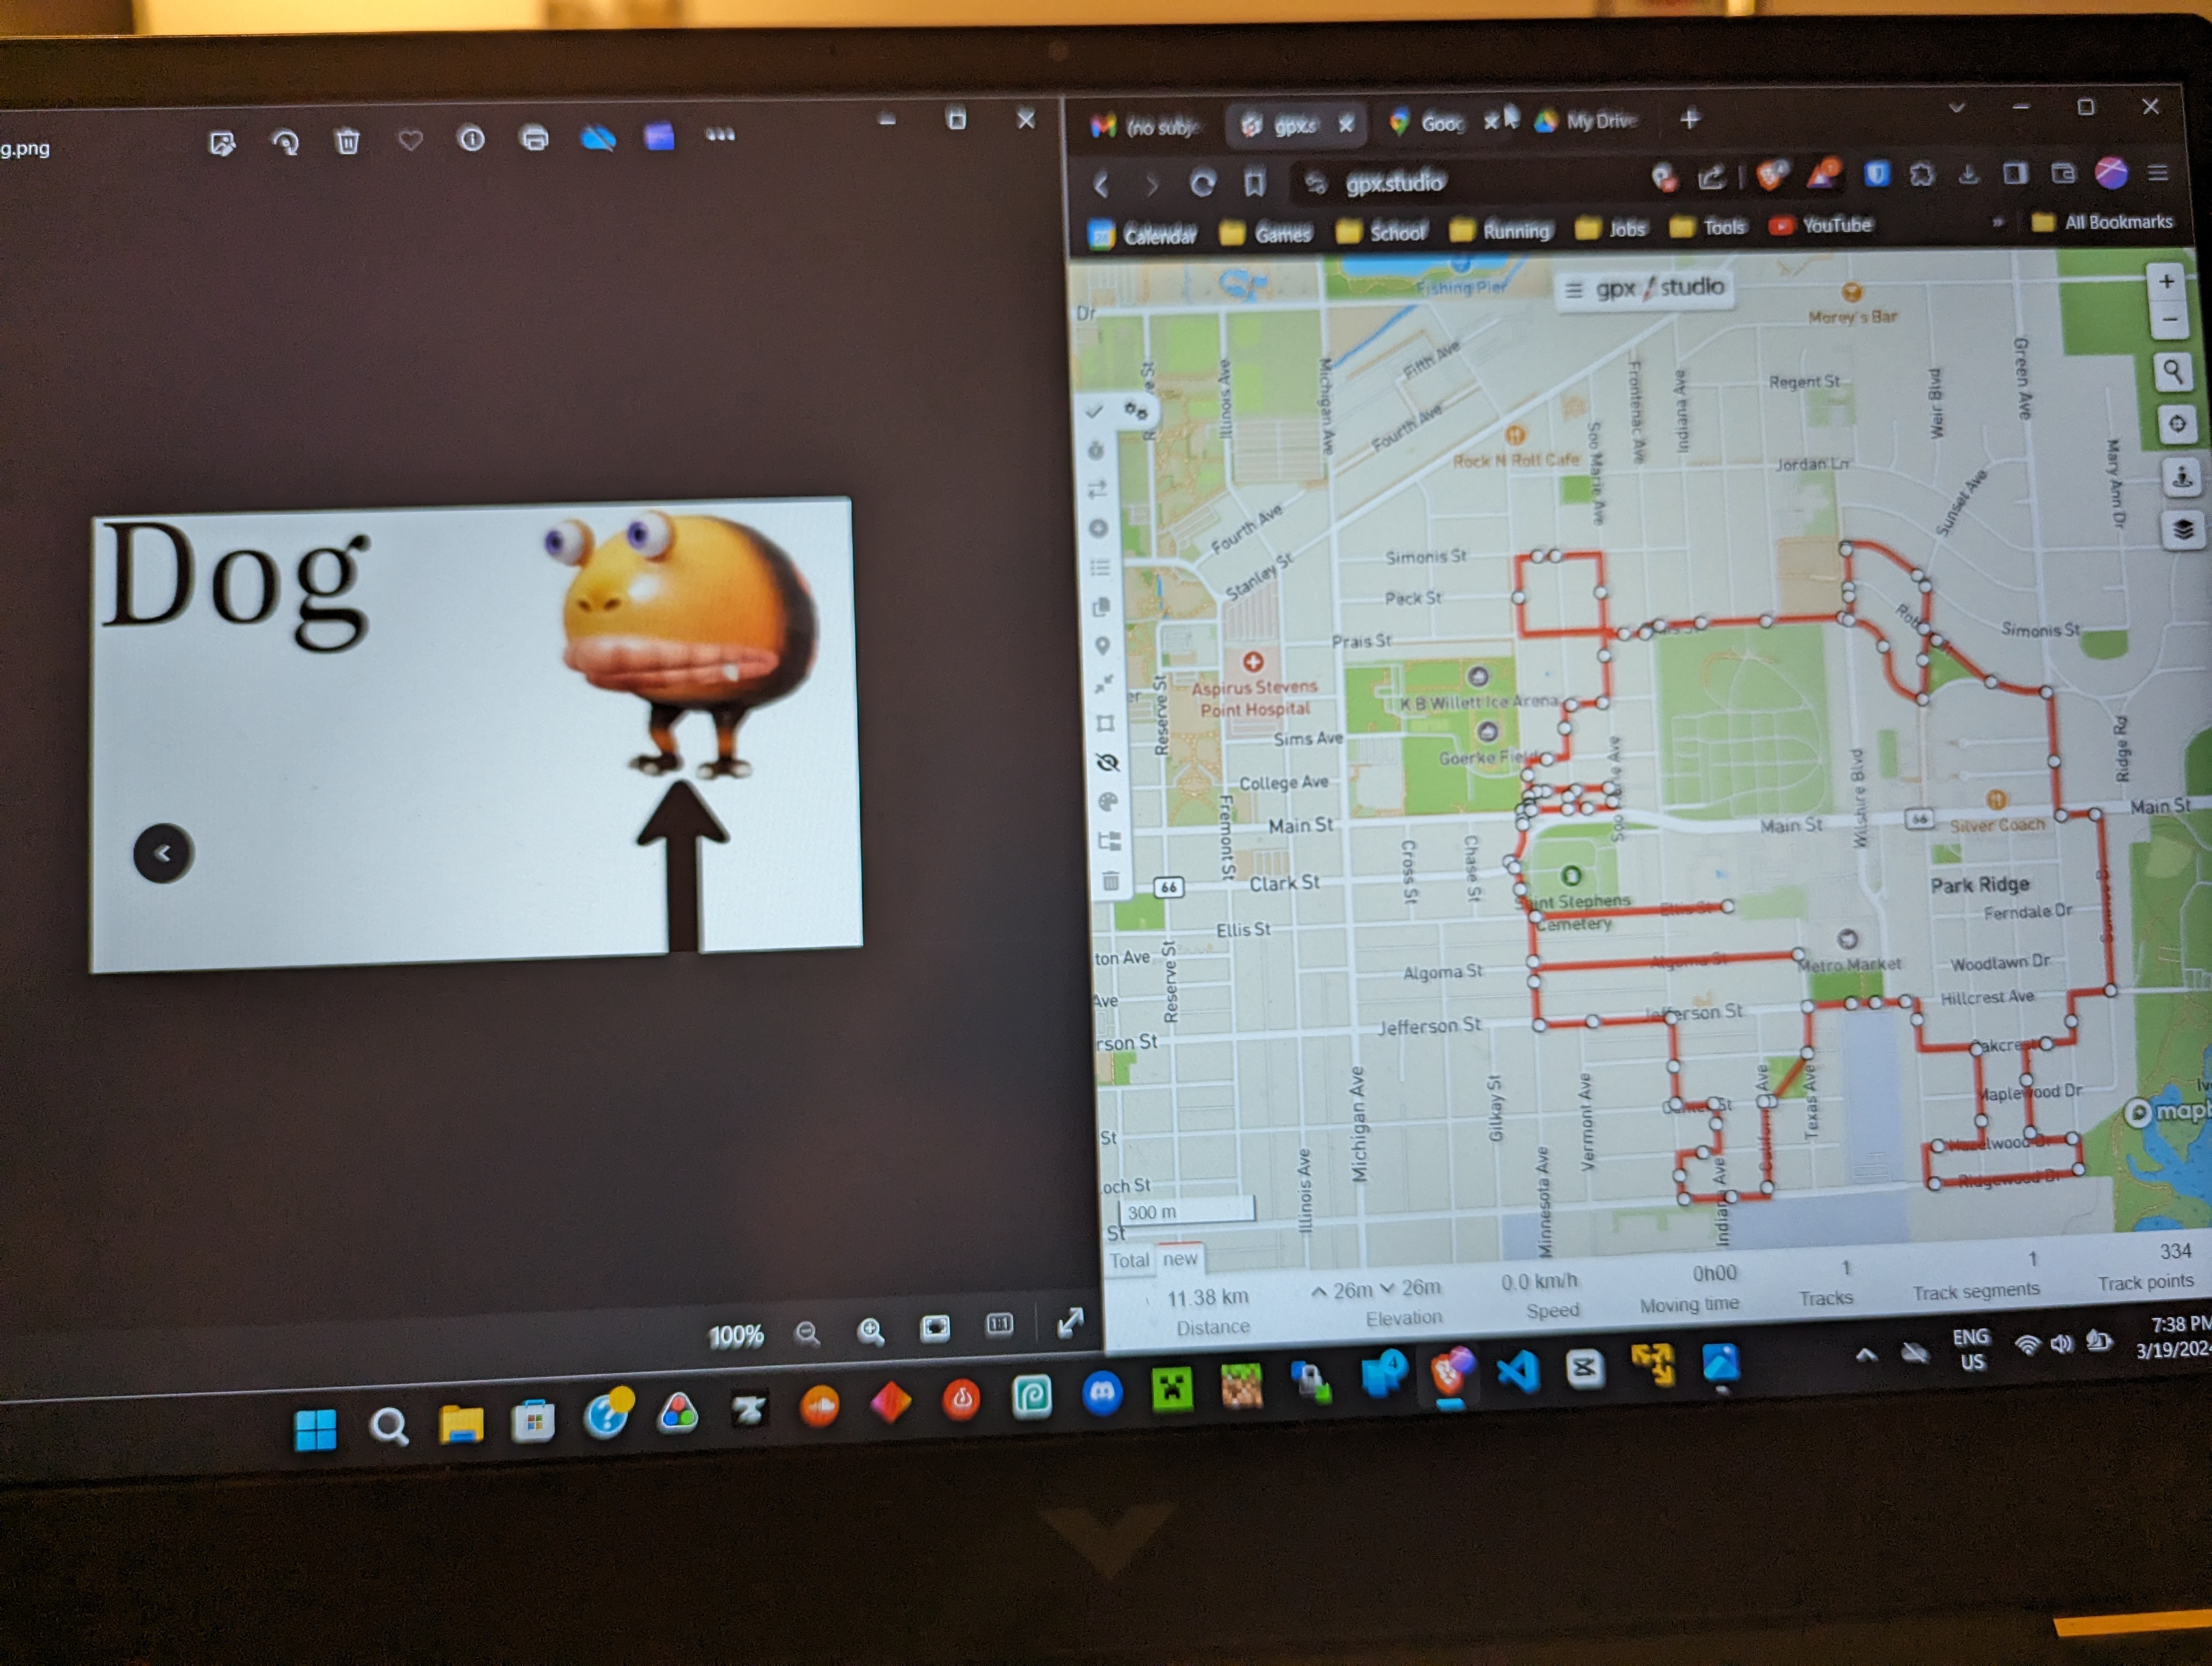 g.png
Dog
100%
(no subje
gpx.s
Goog
My Drive
gpx.studio
Calendar
Games
School
Running
Jobs
Tools
YouTube
All Bookmarks
gpx studio
Fishing Pier
Morey's Bar
Dr
Fifth Ave
Fourth Ave
Michigan Ave
Illinois Ave
Frontenac Ave
Indiana Ave
Regent St
Weir Blvd
Green Ave
Rock N Roll Cafe
Soo Marie Ave
Jordan Ln
Sunset Ave
Mary Ann Dr
Fourth Ave
Stanley St
Simonis St
Peck St
Prais St
Simonis St
Aspirus Stevens
Point Hospital
Reserve St
K B Willett Ice Arena
Sims Ave
Goerke Field
College Ave
Ridge Rd
Wilshire Blvd
Main St
Main St
66
Silver Coach
Main St
Fremont St
Cross St
Chase St
66
Clark St
Park Ridge
Saint Stephens
Cemetery
Ellis St
Ellis St
Ferndale Dr
ton Ave
Reserve St
Algoma St
Algoma St
Metro Market
Woodlawn Dr
Ave
Hillcrest Ave
Jefferson St
Jefferson St
rson St
Oakcrest
Michigan Ave
Gilkay St
Vermont Ave
Texas Ave
Maplewood Dr
mapb
St
Illinois Ave
Minnesota Ave
Indiana Ave
Hazelwood Dr
Ridgewood Dr
och St
300 m
St
Total new
11.38 km
Distance
26m 26m
Elevation
0.0 km/h
Speed
0h00
Moving time
1
Tracks
1
Track segments
334
Track points
4
ENG
US
7:38 PM
3/19/2024